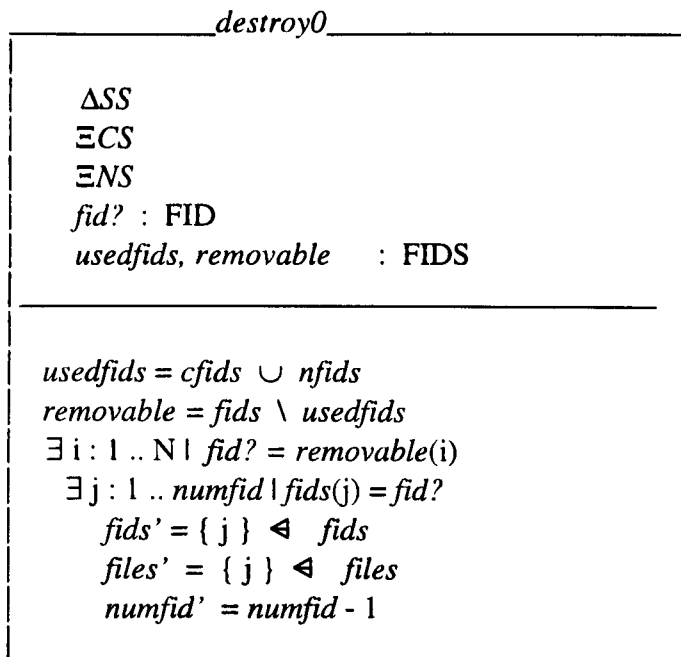 destroy0
ΔSS
ΞCS
ΞNS
fid? : FID
usedfids, removable : FIDS
usedfids = cfids ∪ nfids
removable = fids \ usedfids
∃ i : 1 .. N | fid? = removable(i)
∃ j : 1 .. numfid | fids(j) = fid?
fids’ = { j } ⩤ fids
files’ = { j } ⩤ files
numfid’ = numfid - 1